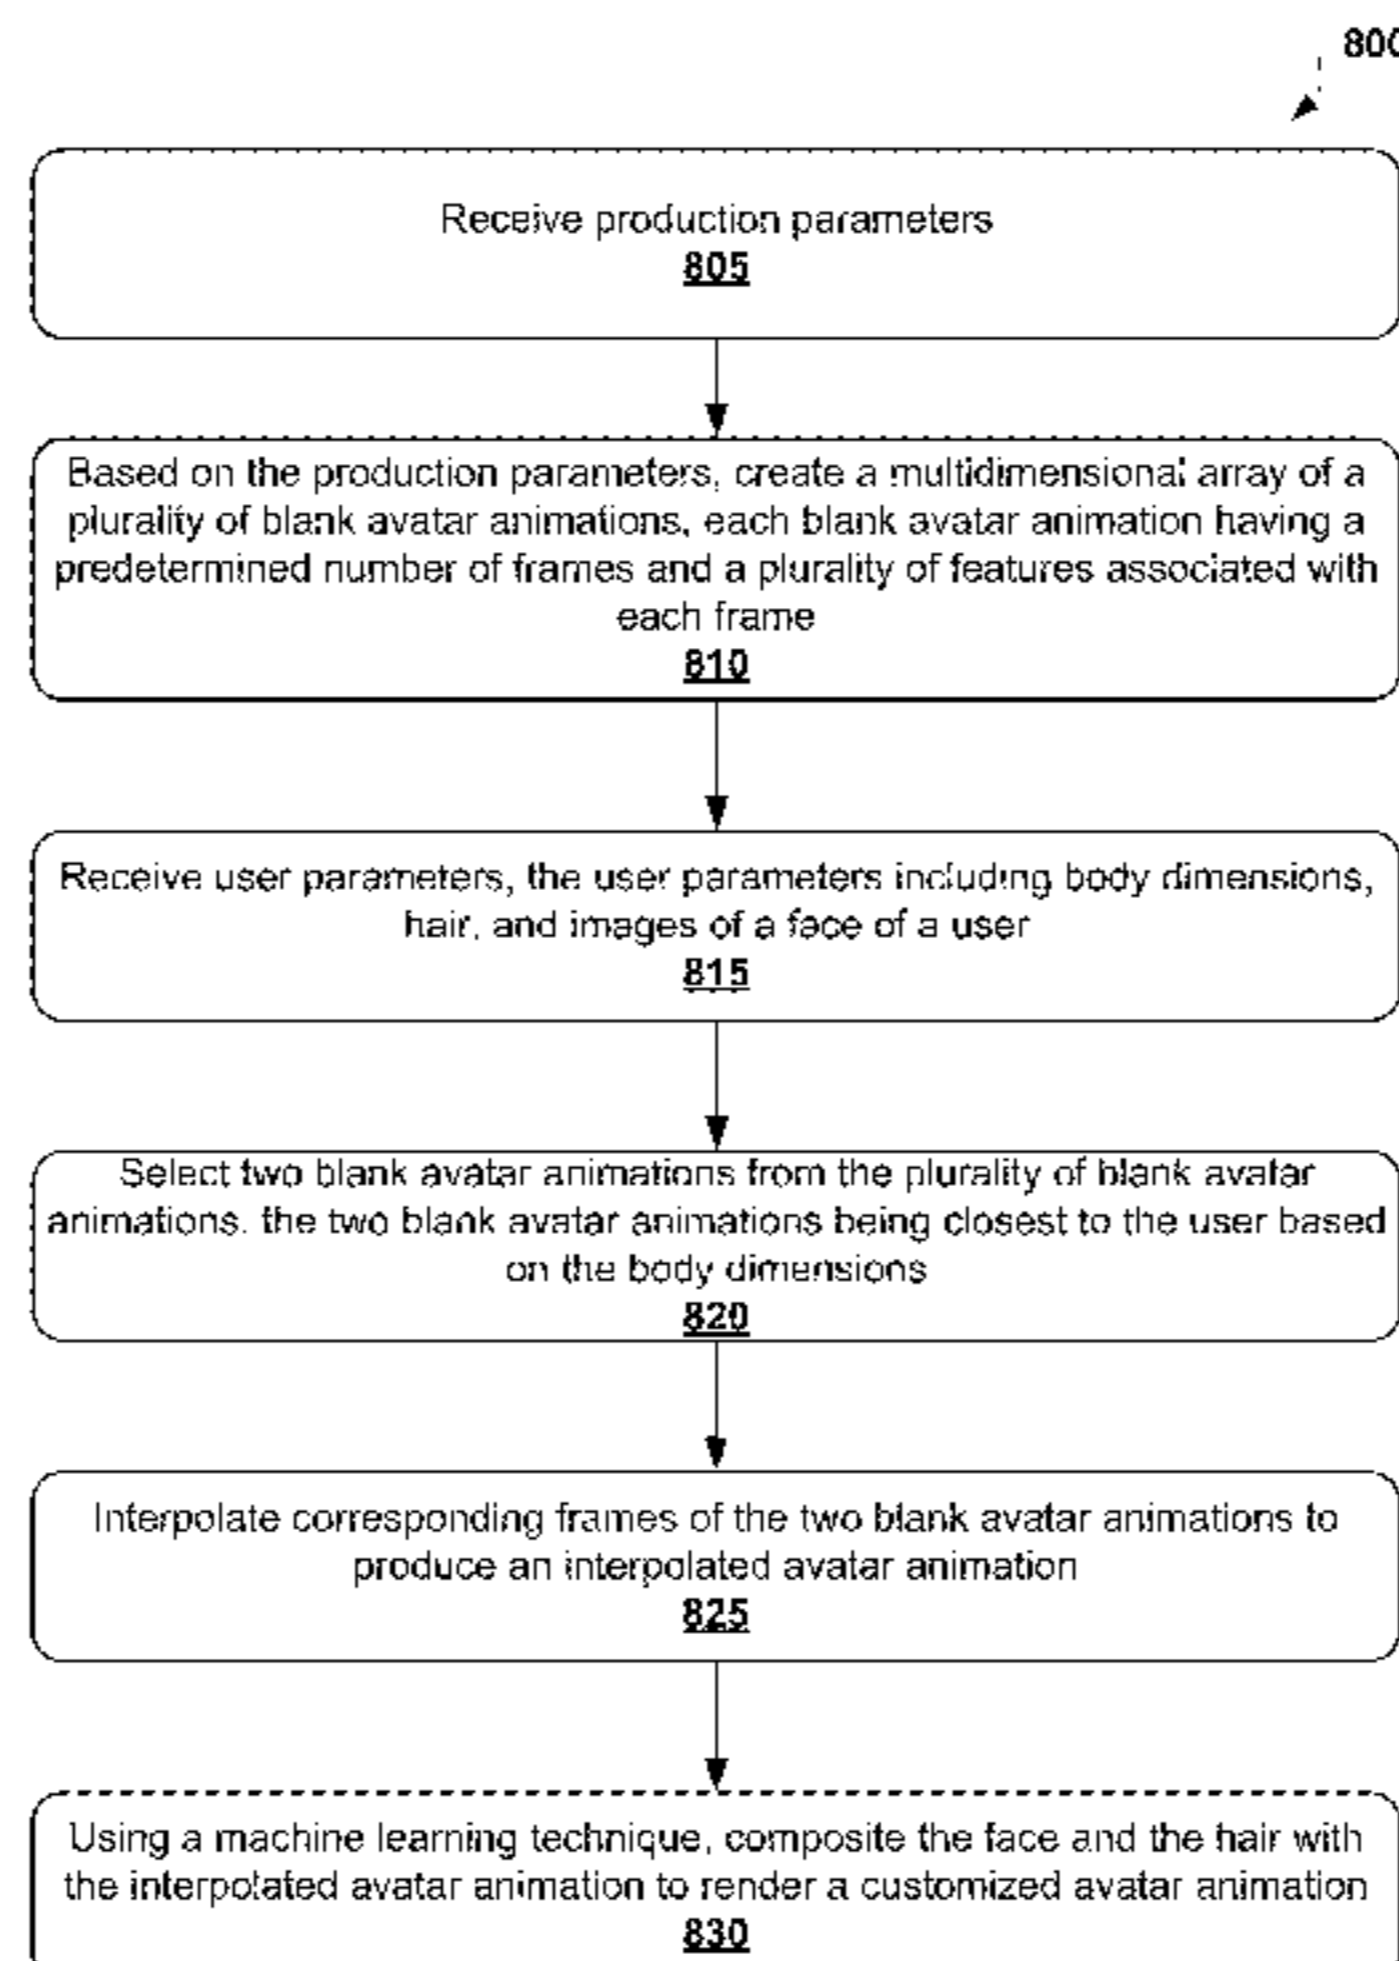 800
Receive production parameters
805
Based on the production parameters, create a multidimensional array of a
plurality of blank avatar animations, each blank avatar animation having a
predetermined number of frames and a plurality of features associated with
each frame
810
Receive user parameters, the user parameters including body dimensions,
hair, and images of a face of a user
815
Select two blank avatar animations from the plurality of blank avatar
animations, the two blank avatar animations being closest to the user based
on the body dimensions
820
Interpolate corresponding frames of the two blank avatar animations to
produce an interpolated avatar animation
825
Using a machine learning technique, composite the face and the hair with
the interpolated avatar animation to render a customized avatar animation
830